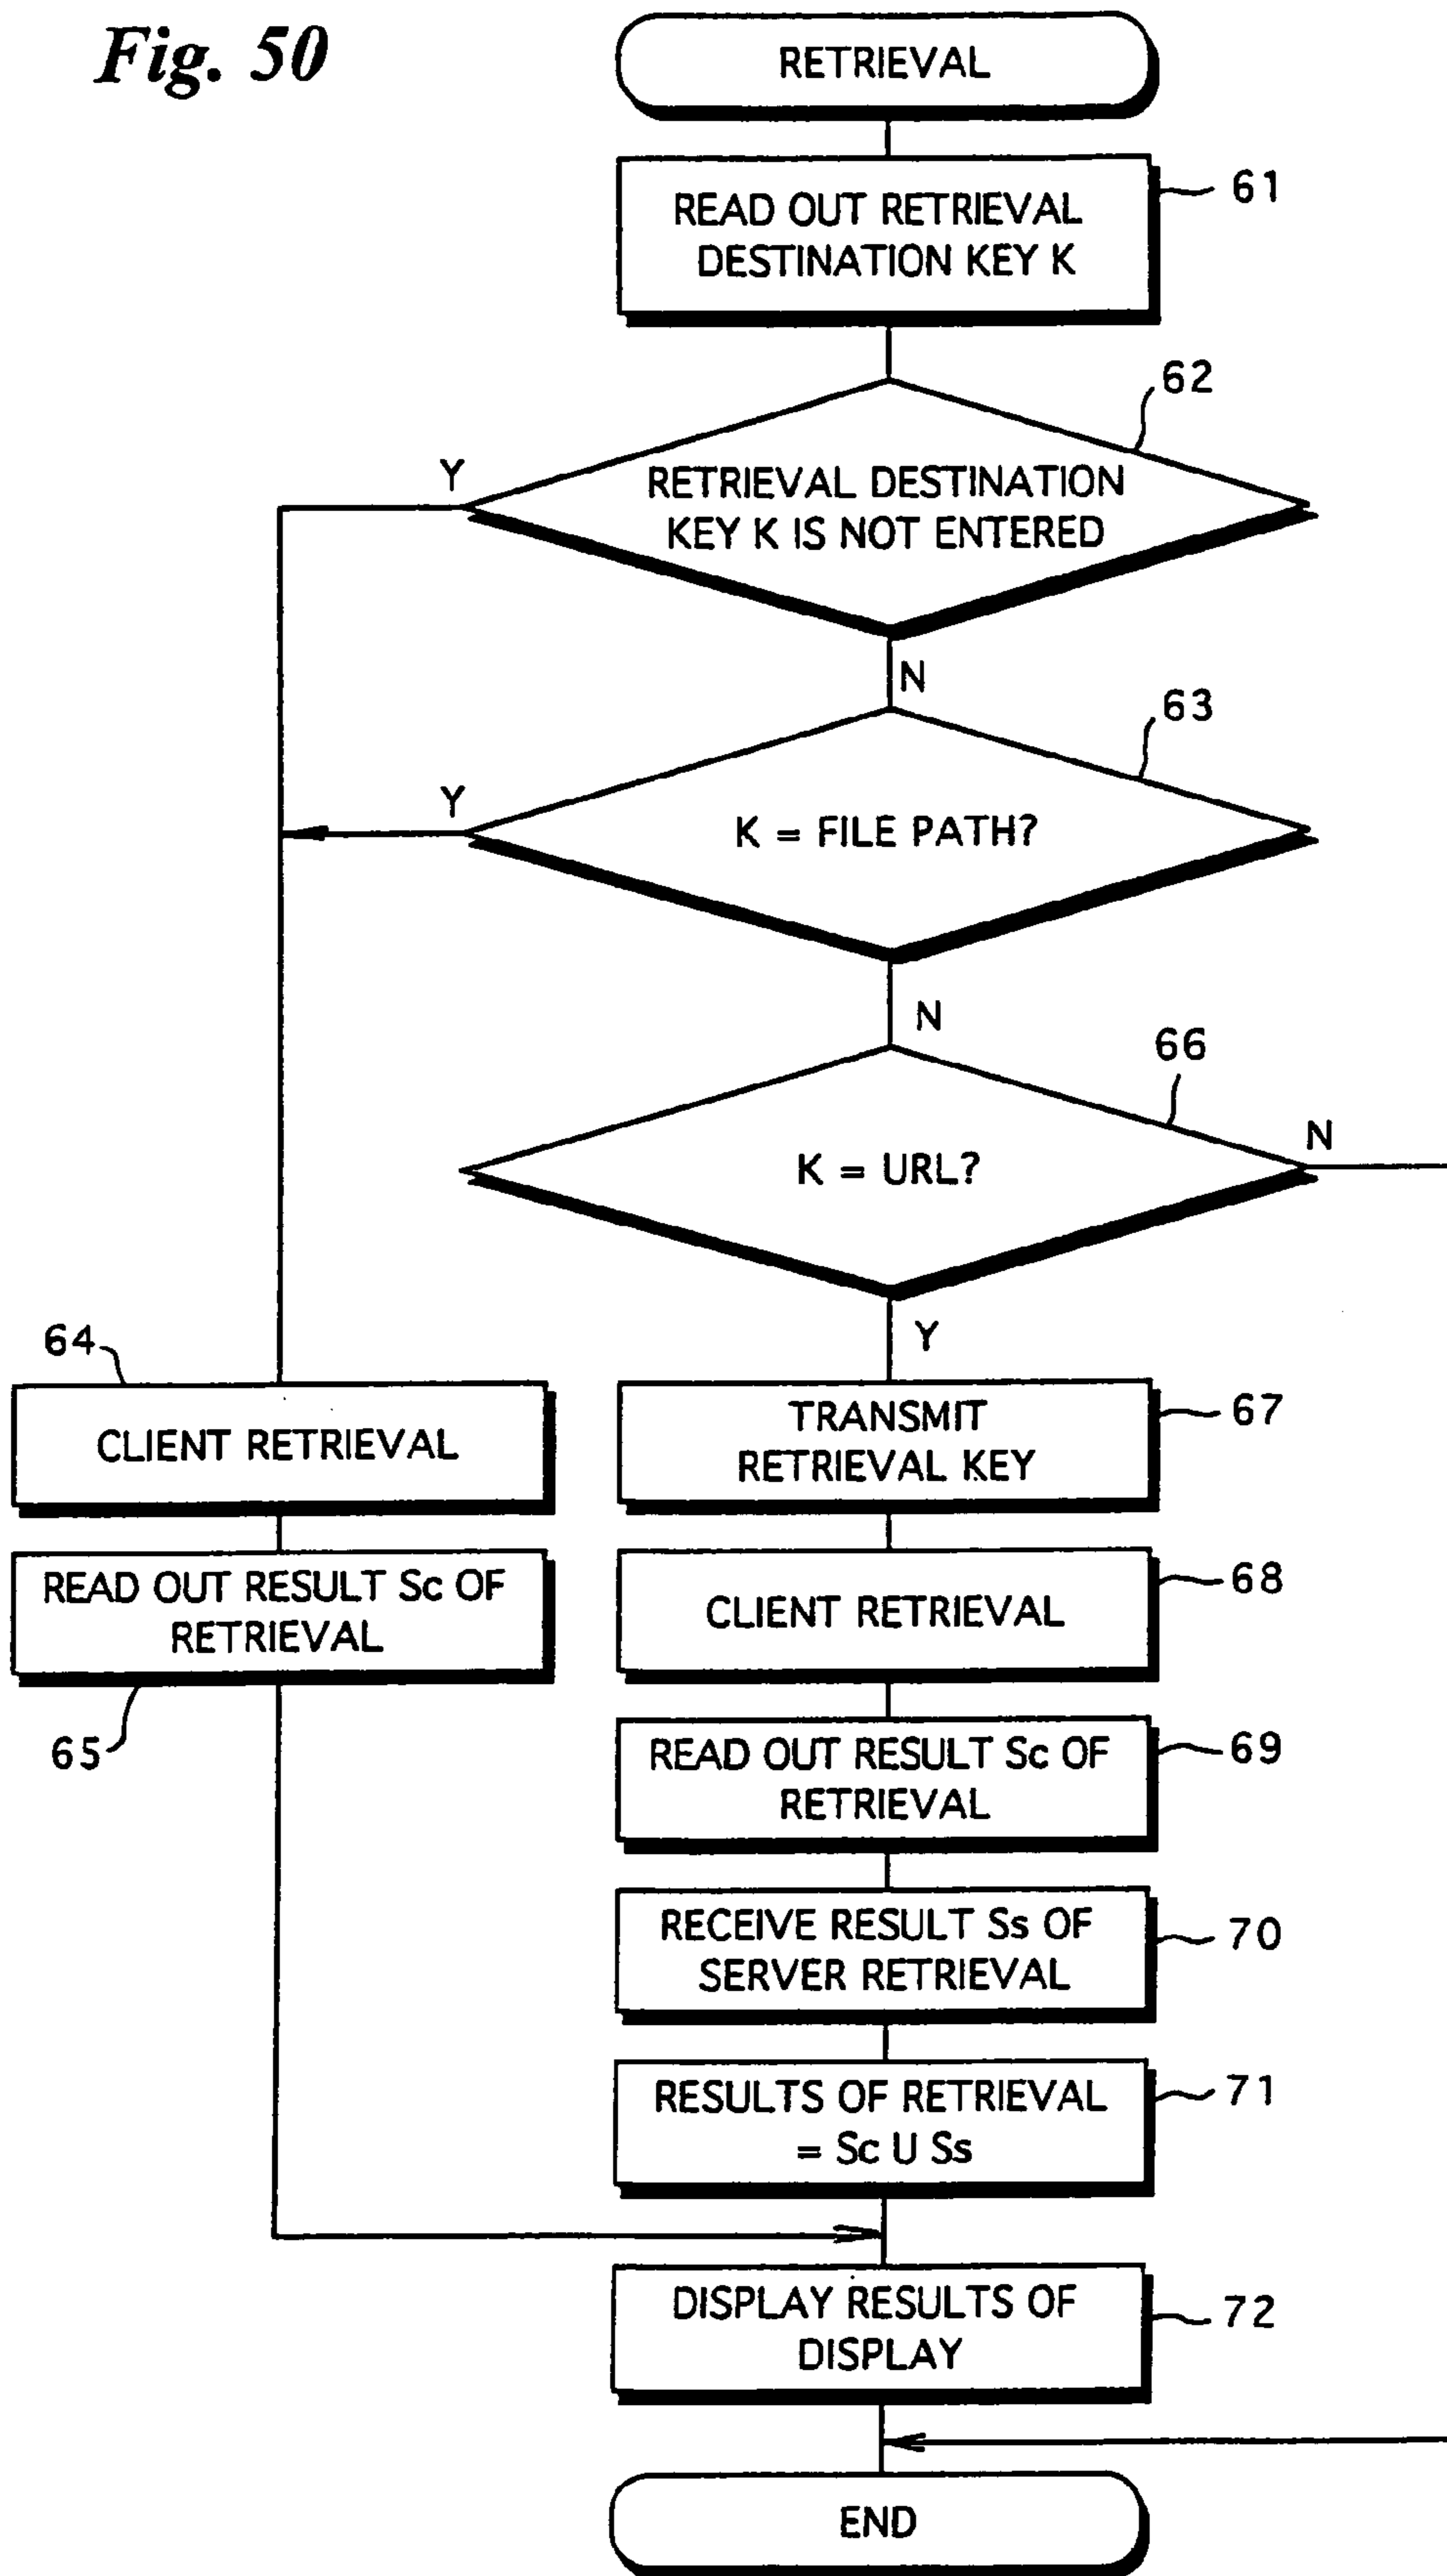 Fig. 50
RETRIEVAL
READ OUT RETRIEVAL
DESTINATION KEY K
61
62
Y
RETRIEVAL DESTINATION
KEY K IS NOT ENTERED
N
63
Y
K = FILE PATH?
N
66
K = URL?
N
Y
64
CLIENT RETRIEVAL
READ OUT RESULT Sc OF
RETRIEVAL
65
TRANSMIT
RETRIEVAL KEY
67
CLIENT RETRIEVAL
68
READ OUT RESULT Sc OF
RETRIEVAL
69
RECEIVE RESULT Ss OF
SERVER RETRIEVAL
70
RESULTS OF RETRIEVAL
= Sc U Ss
71
DISPLAY RESULTS OF
DISPLAY
72
END